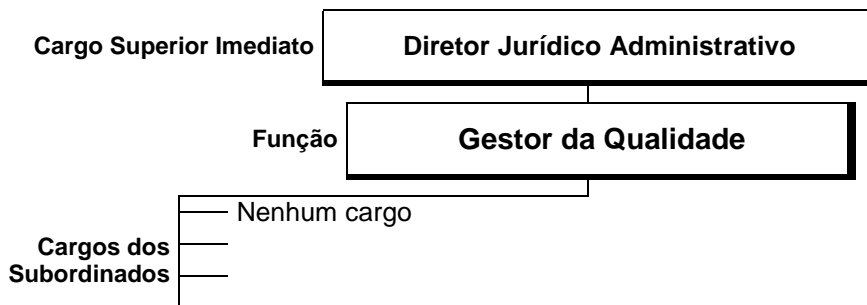 Cargo Superior Imediato
Diretor Jurídico Administrativo
Função
Gestor da Qualidade
Nenhum cargo
Cargos dos
Subordinados